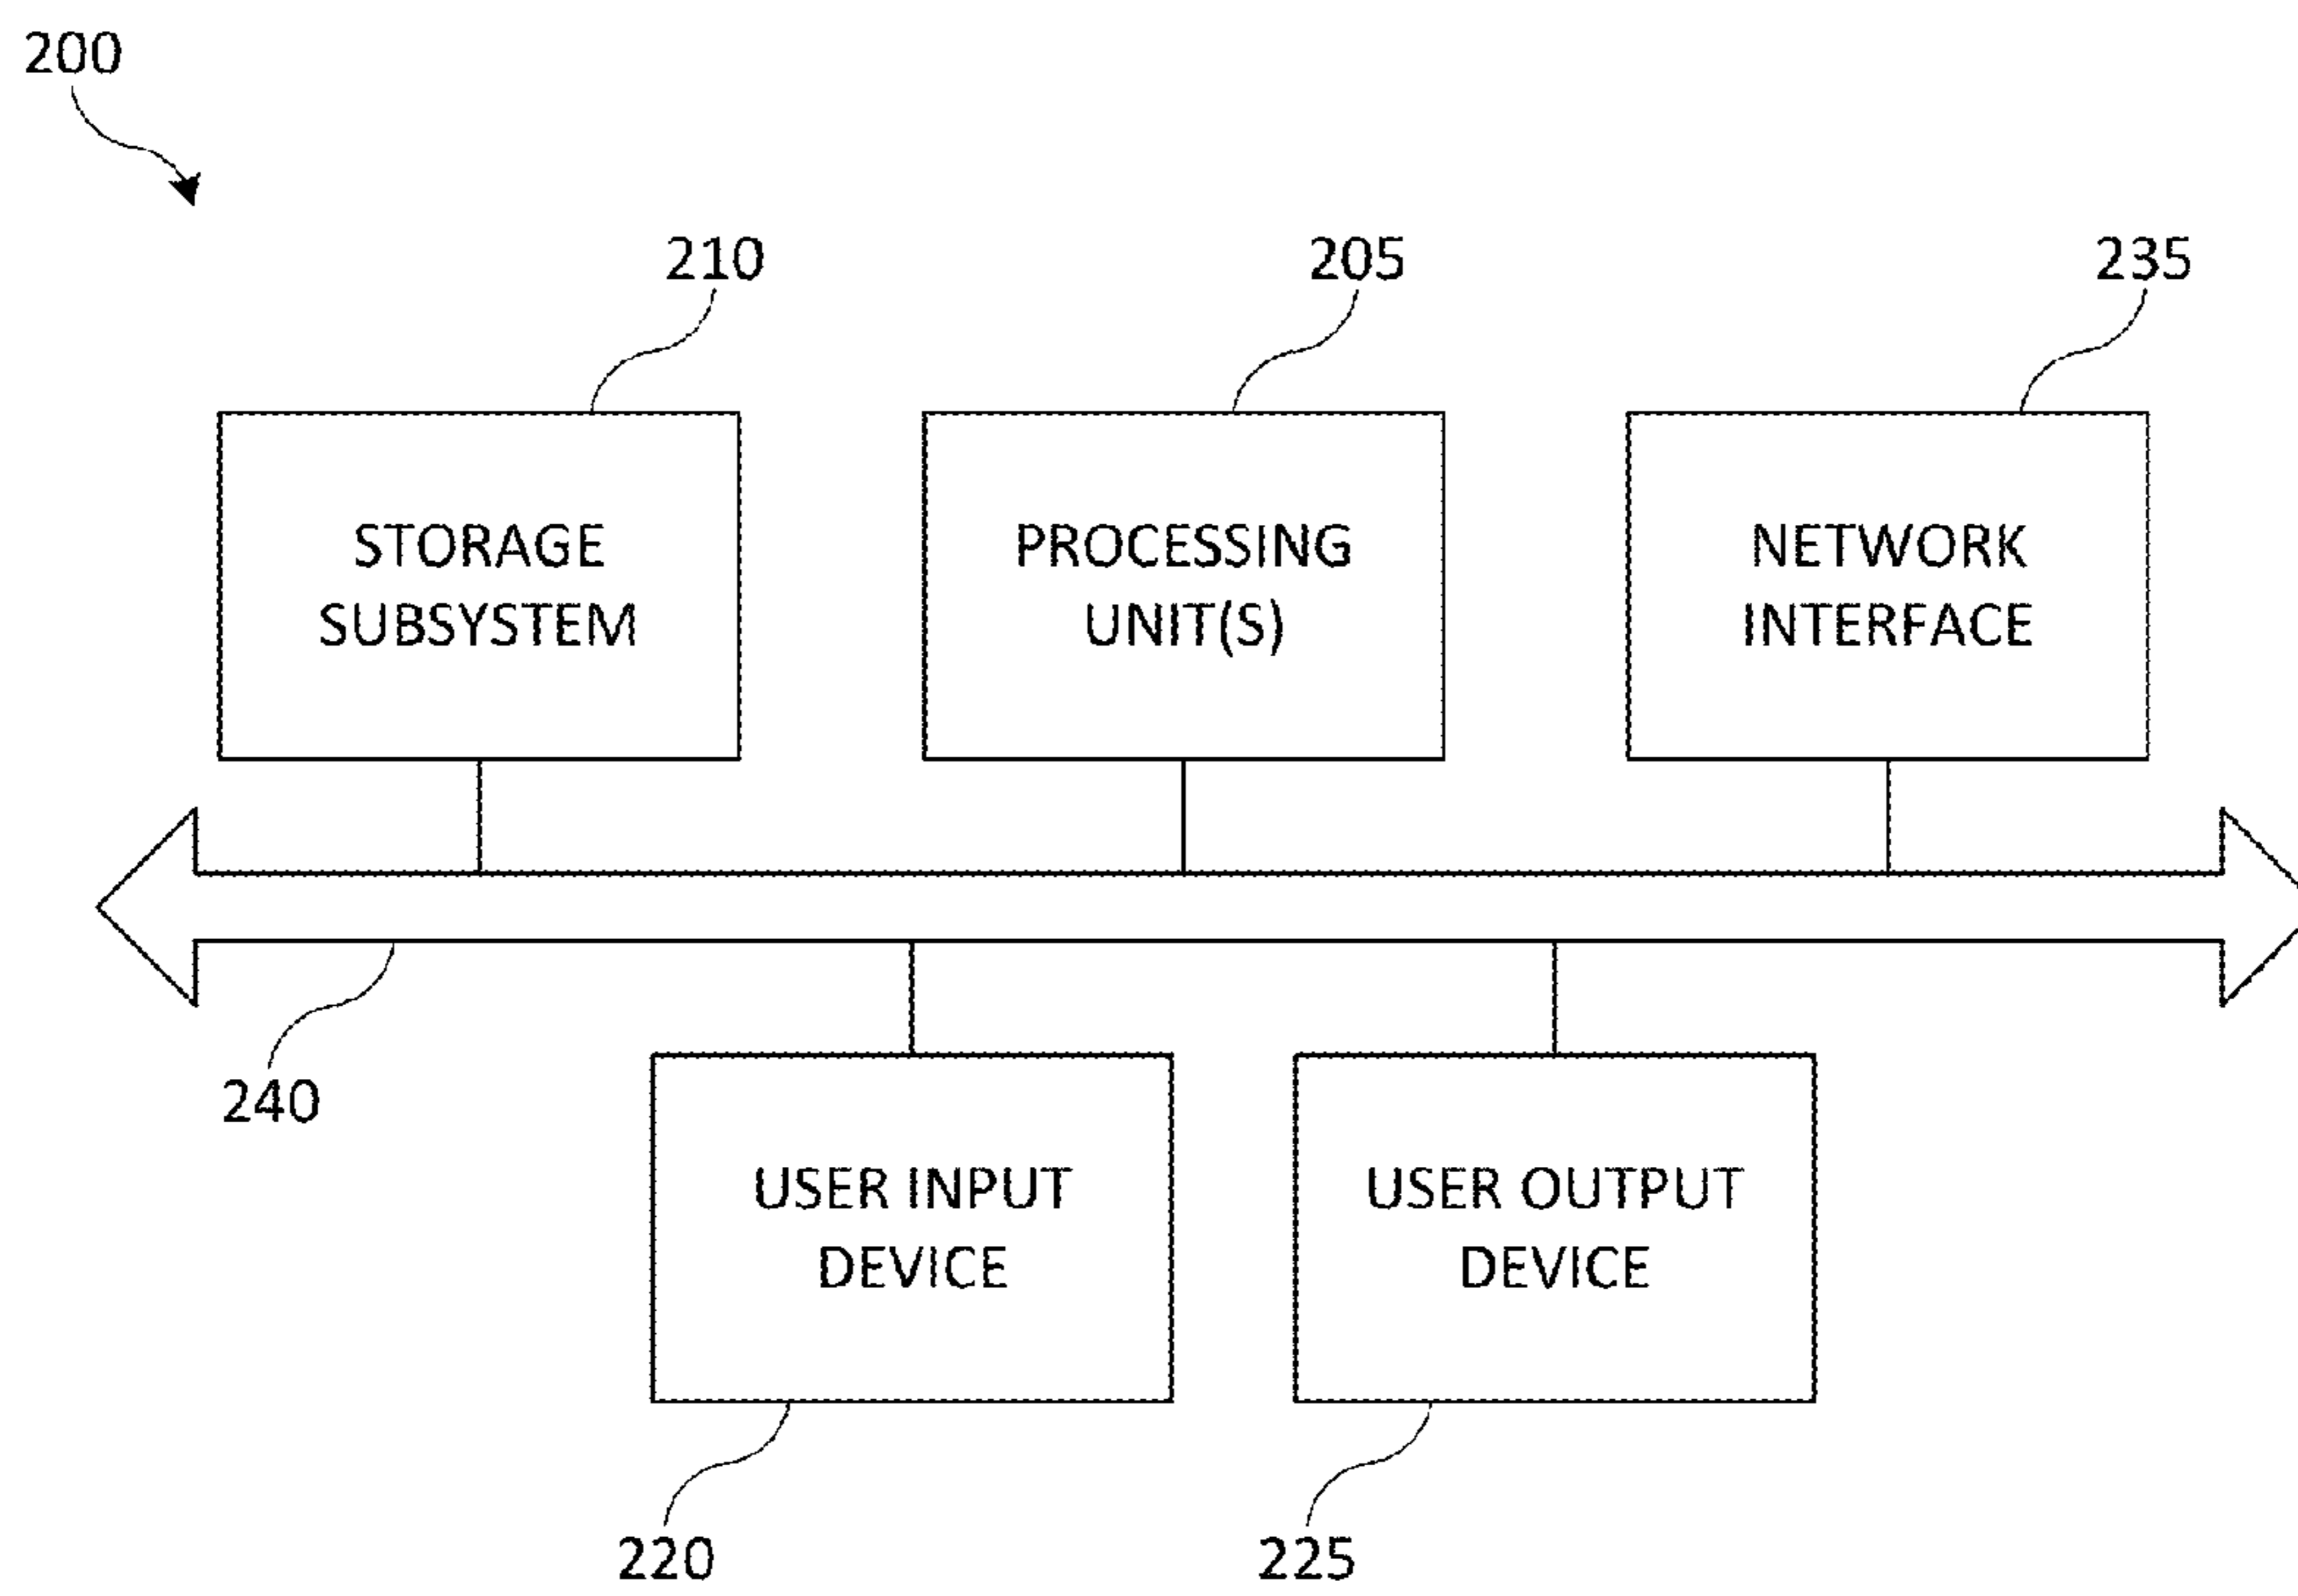 200
210
205
235
STORAGE
SUBSYSTEM
PROCESSING
UNIT(S)
NETWORK
INTERFACE
240
USER INPUT
DEVICE
USER OUTPUT
DEVICE
220
225